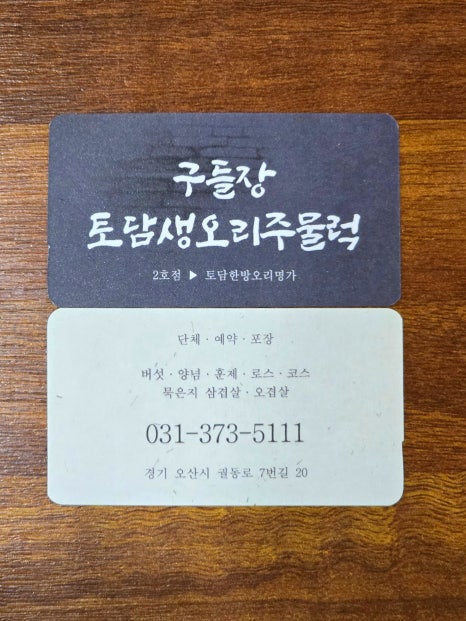 구들장
토담생오리주물럭
2호점 ▶ 토담한방오리명가
단체 · 예약 · 포장
버섯 · 양념 · 훈제 · 로스 · 코스
묵은지 삼겹살 · 오겹살
031-373-5111
경기 오산시 궐동로 7번길 20